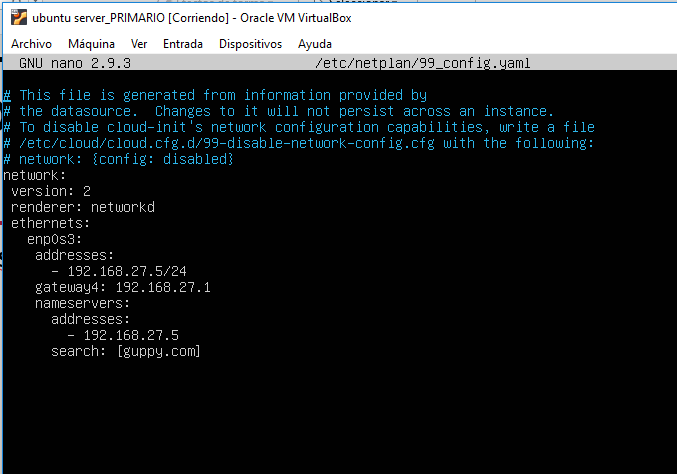 ubuntu server_PRIMARIO [Corriendo] - Oracle VM VirtualBox
Archivo Máquina Ver Entrada Dispositivos Ayuda
GNU nano 2.9.3 /etc/netplan/99_config.yaml
# This file is generated from information provided by
# the datasource.  Changes to it will not persist across an instance.
# To disable cloud-init's network configuration capabilities, write a file
# /etc/cloud/cloud.cfg.d/99-disable-network-config.cfg with the following:
# network: {config: disabled}
network:
 version: 2
 renderer: networkd
 ethernets:
   enp0s3:
    addresses:
      - 192.168.27.5/24
    gateway4: 192.168.27.1
    nameservers:
      addresses:
        - 192.168.27.5
      search: [guppy.com]